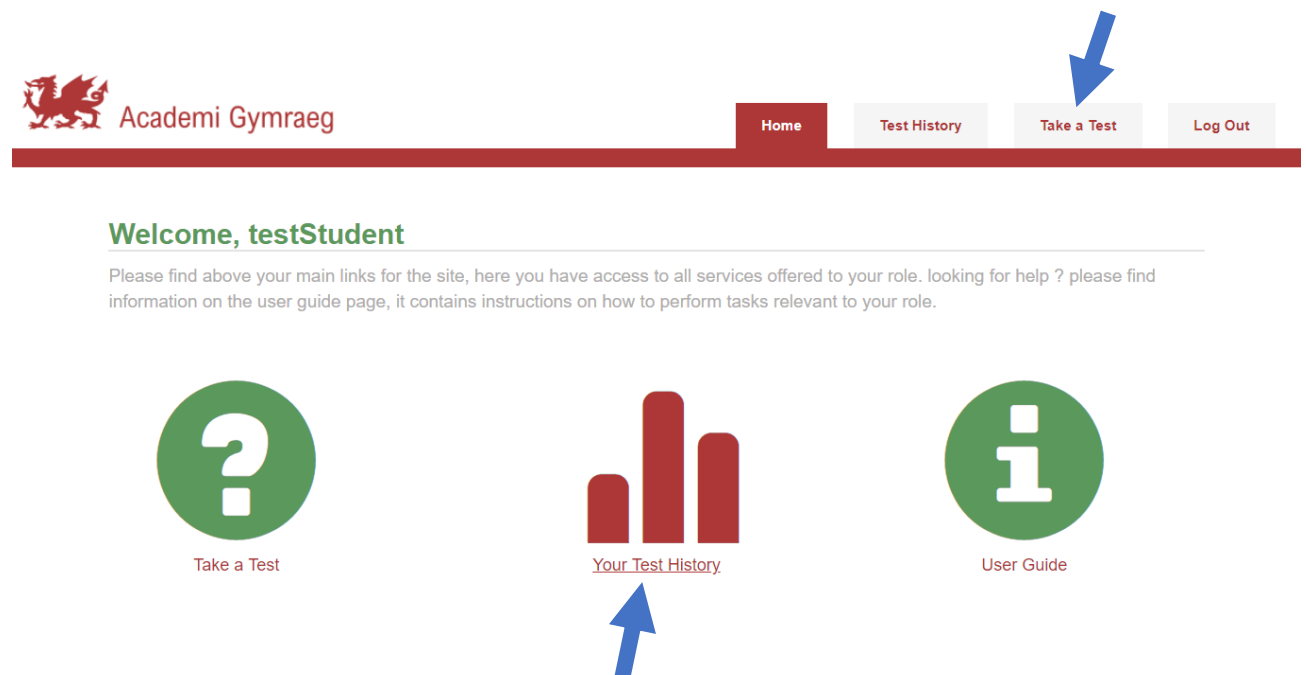 Academi Gymraeg
Home
Test History
Take a Test
Log Out
Welcome, testStudent
Please find above your main links for the site, here you have access to all services offered to your role. looking for help ? please find
information on the user guide page, it contains instructions on how to perform tasks relevant to your role.
Take a Test
Your Test History
User Guide